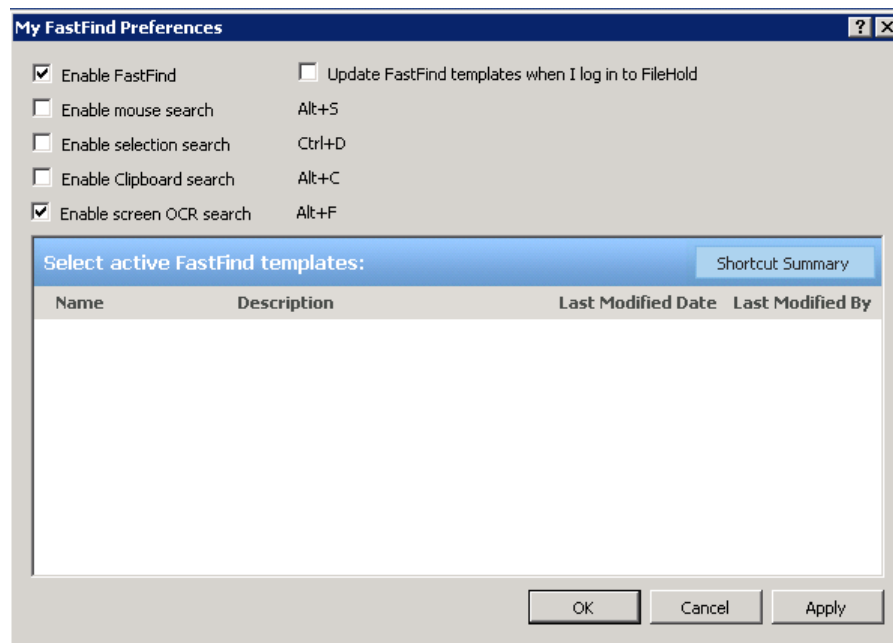 My FastFind Preferences
Enable FastFind Update FastFind templates when I log in to FileHold
Enable mouse search Alt+S
Enable selection search Ctrl+D
Enable Clipboard search Alt+C
Enable screen OCR search Alt+F
Select active FastFind templates: Shortcut Summary
Name Description Last Modified Date Last Modified By
OK Cancel Apply